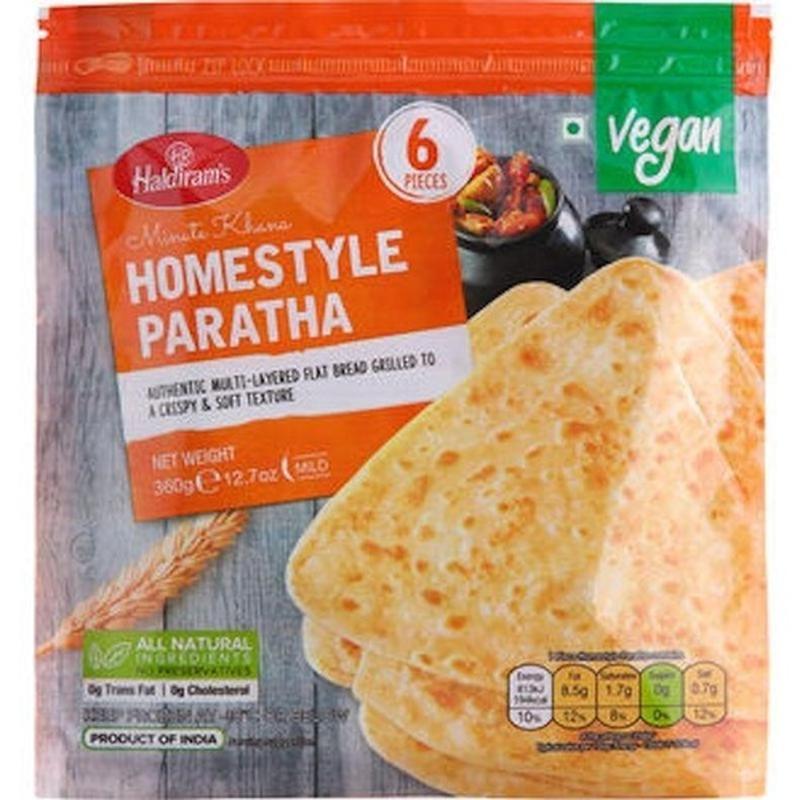 ZIP LOCK
vegan
6
PIECES
Haldiram's
Minute Khana
HOMESTYLE
PARATHA
AUTHENTIC MULTI-LAYERED FLAT BREAD GRILLED TO
A CRISPY & SOFT TEXTURE
NET WEIGHT
360g e 12.7oz MILD
ALL NATURAL
INGREDIENTS
NO PRESERVATIVES
0g Trans Fat | 0g Cholesterol
PRODUCT OF INDIA
Energy Fat Saturates Sugars Salt
8.5g 1.7g 0g 0.7g
10% 12% 8% 0% 12%